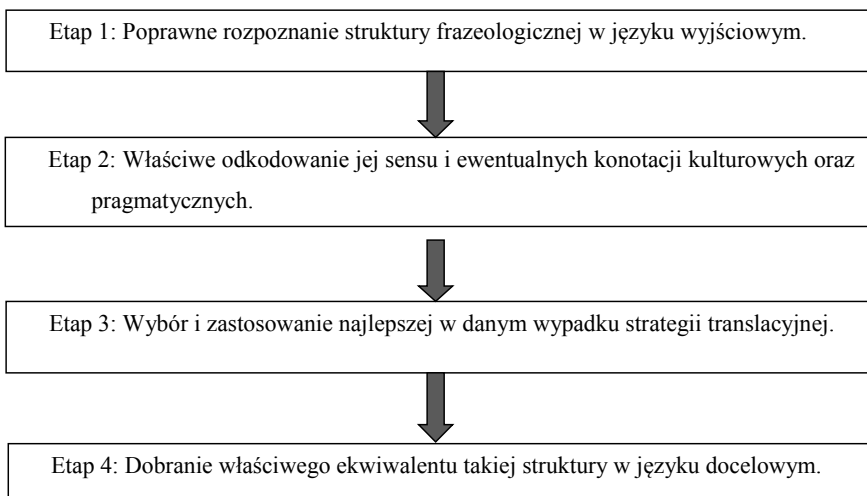 Etap 1: Poprawne rozpoznanie struktury frazeologicznej w języku wyjściowym.
Etap 2: Właściwe odkodowanie jej sensu i ewentualnych konotacji kulturowych oraz
pragmatycznych.
Etap 3: Wybór i zastosowanie najlepszej w danym wypadku strategii translacyjnej.
Etap 4: Dobranie właściwego ekwiwalentu takiej struktury w języku docelowym.